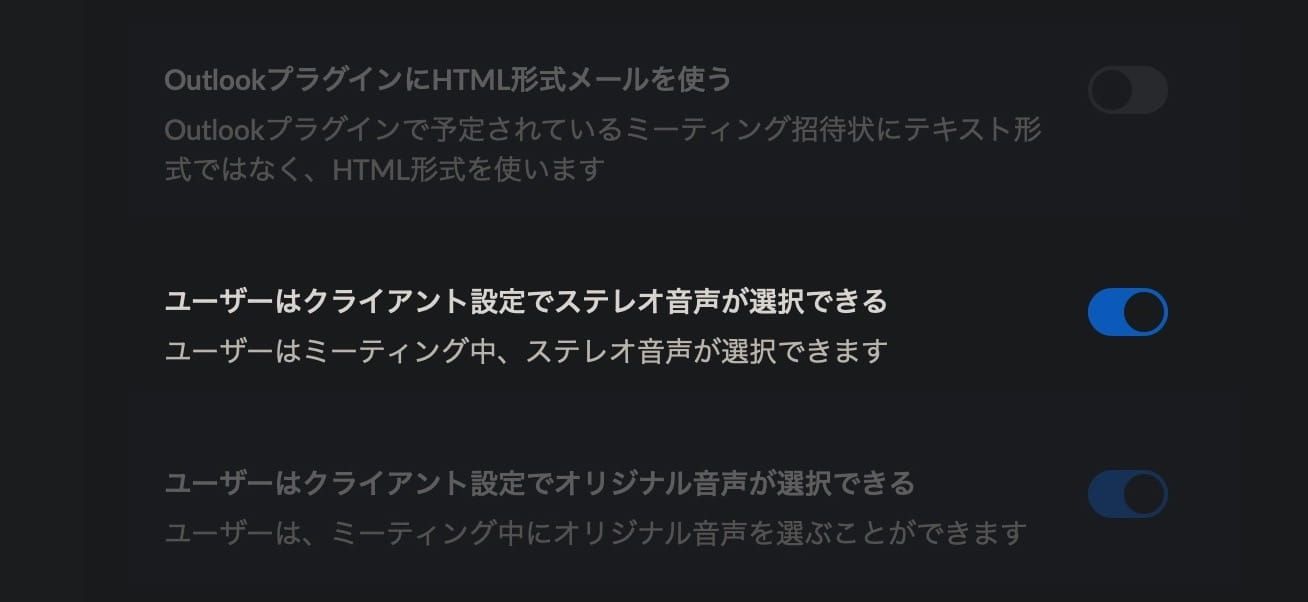 OutlookプラグインにHTML形式メールを使う
Outlookプラグインで予定されているミーティング招待状にテキスト形
式ではなく、HTML形式を使います
ユーザーはクライアント設定でステレオ音声が選択できる
ユーザーはミーティング中、ステレオ音声が選択できます
ユーザーはクライアント設定でオリジナル音声が選択できる
ユーザーは、ミーティング中にオリジナル音声を選ぶことができます